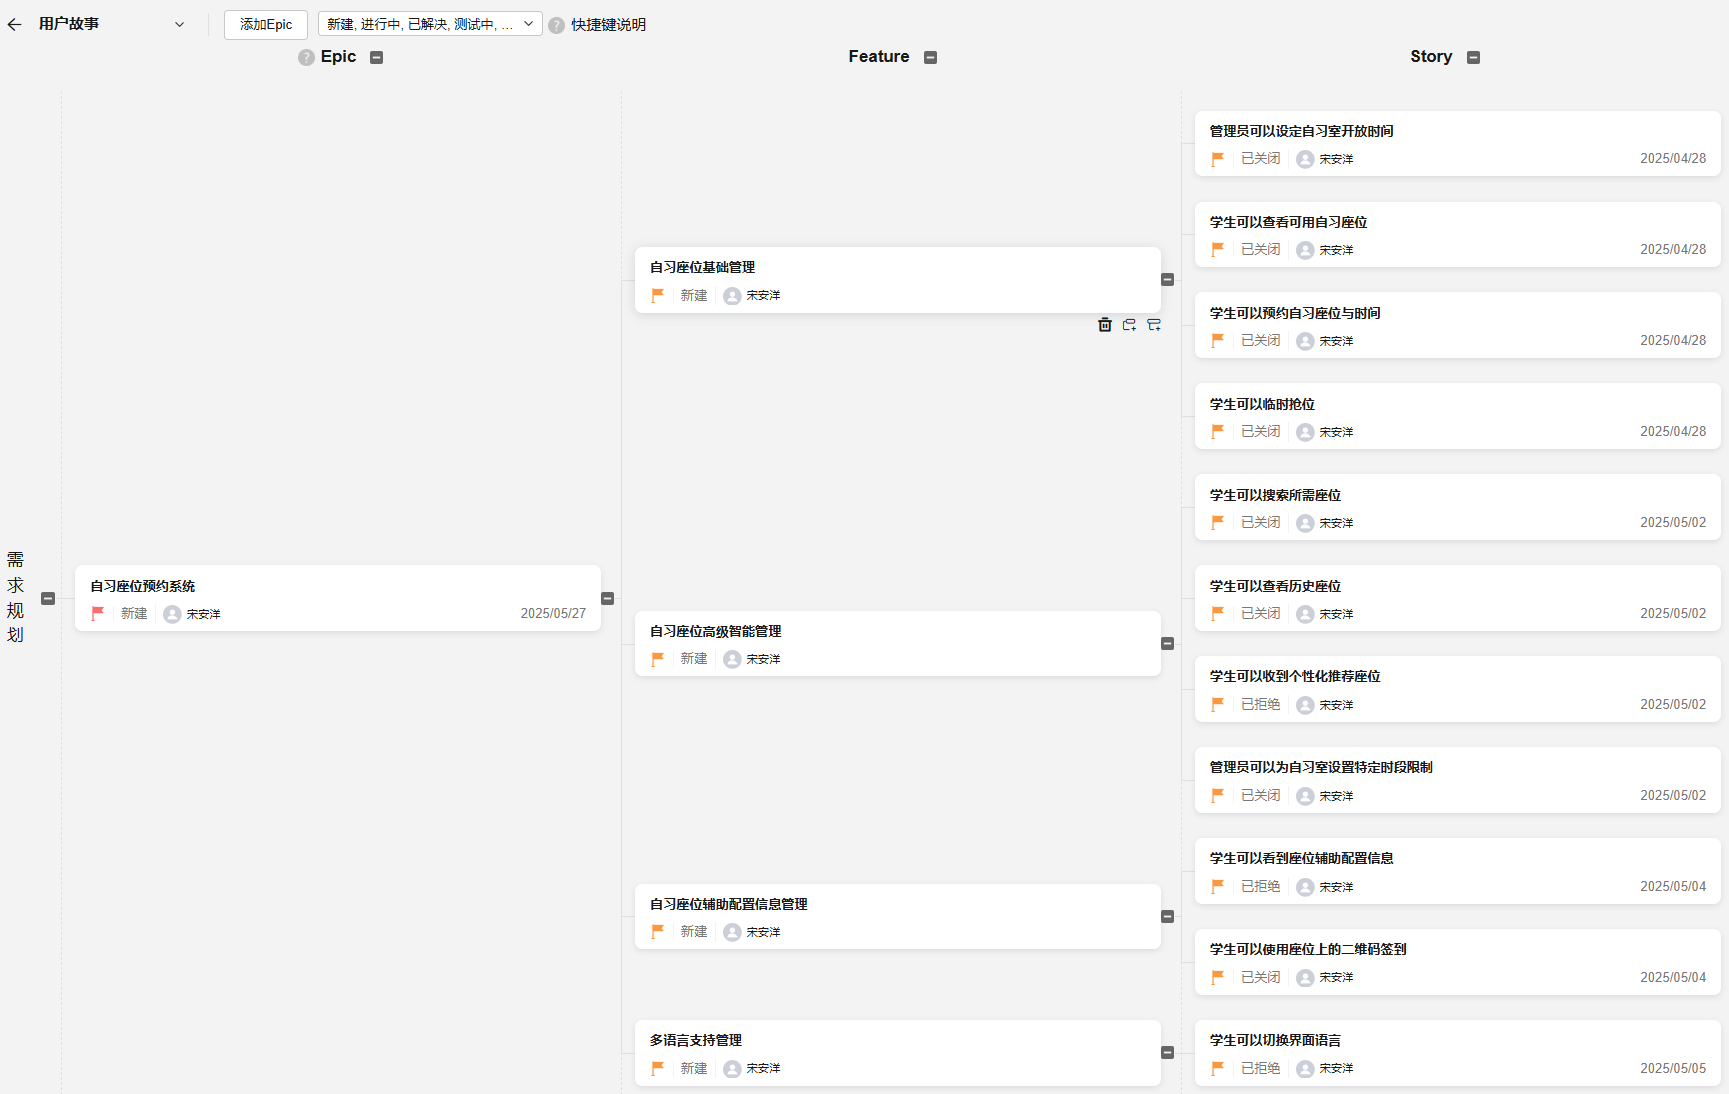 用户故事
添加Epic
新建, 进行中, 已解决, 测试中, ...
快捷键说明
Epic
Feature
Story
需求规划
自习座位预约系统
新建 宋安洋 2025/05/27
自习座位基础管理
新建 宋安洋
自习座位高级智能管理
新建 宋安洋
自习座位辅助配置信息管理
新建 宋安洋
多语言支持管理
新建 宋安洋
管理员可以设定自习室开放时间
已关闭 宋安洋 2025/04/28
学生可以查看可用自习座位
已关闭 宋安洋 2025/04/28
学生可以预约自习座位与时间
已关闭 宋安洋 2025/04/28
学生可以临时抢位
已关闭 宋安洋 2025/04/28
学生可以搜索所需座位
已关闭 宋安洋 2025/05/02
学生可以查看历史座位
已关闭 宋安洋 2025/05/02
学生可以收到个性化推荐座位
已拒绝 宋安洋 2025/05/02
管理员可以为自习室设置特定时段限制
已关闭 宋安洋 2025/05/02
学生可以看到座位辅助配置信息
已拒绝 宋安洋 2025/05/04
学生可以使用座位上的二维码签到
已关闭 宋安洋 2025/05/04
学生可以切换界面语言
已拒绝 宋安洋 2025/05/05